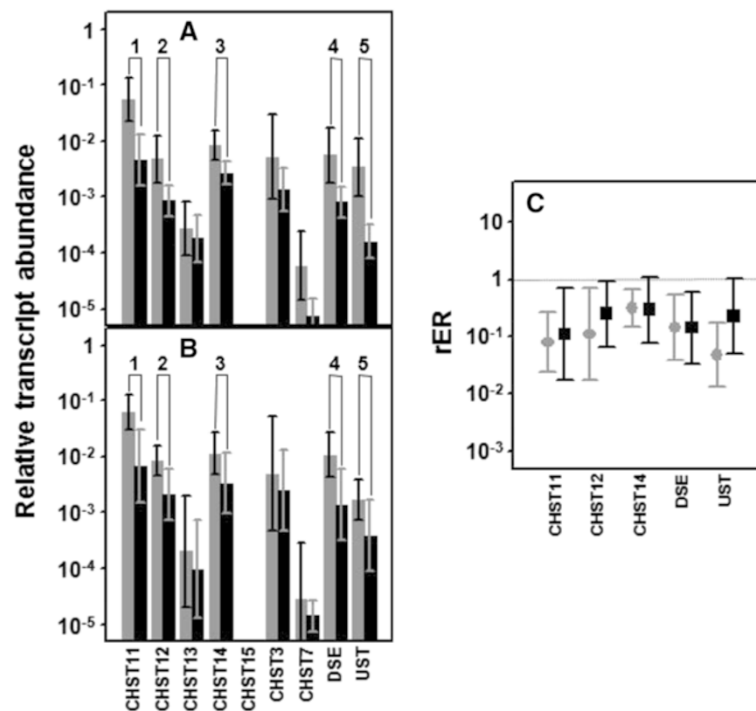 Relative transcript abundance
A
1
10-1
10-2
10-3
10-4
10-5
1 2 3 4 5
B
1
10-1
10-2
10-3
10-4
10-5
1 2 3 4 5
CHST11 CHST12 CHST13 CHST14 CHST15 CHST3 CHST7 DSE UST
C
rER
10
1
10-1
10-2
10-3
CHST11 CHST12 CHST14 DSE UST